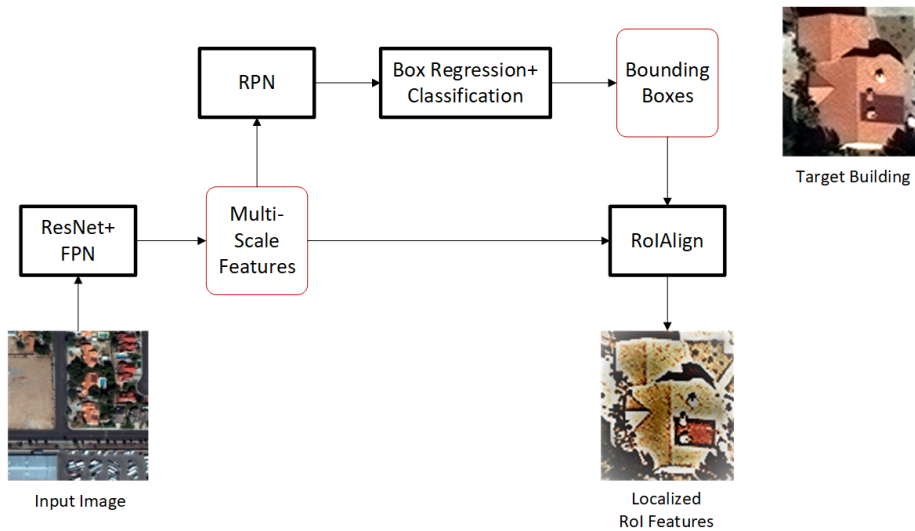 RPN
Box Regression+
Classification
Bounding
Boxes
Target Building
ResNet+
FPN
Multi-
Scale
Features
RoIAlign
Input Image
Localized
RoI Features